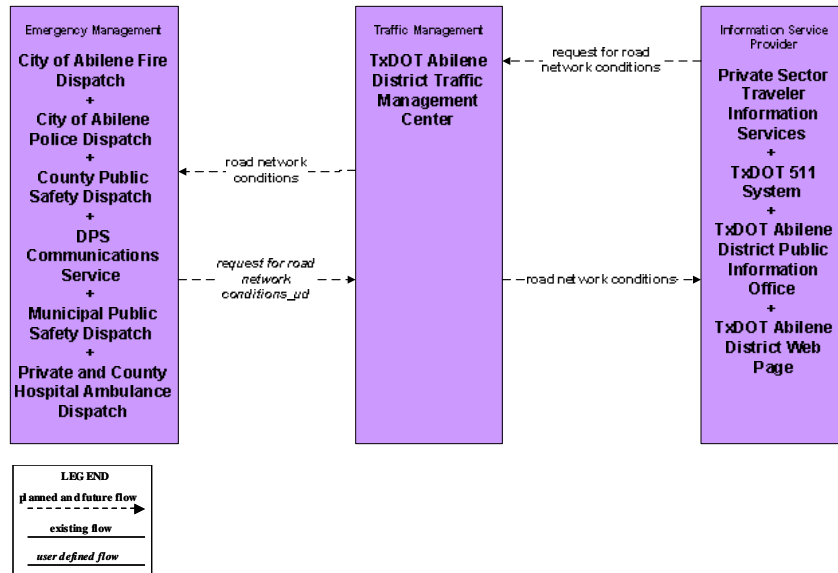 Emergency Management
City of Abilene Fire
Dispatch
+
City of Abilene
Police Dispatch
+
County Public
Safety Dispatch
+
DPS
Communications
Service
+
Municipal Public
Safety Dispatch
+
Private and County
Hospital Ambulance
Dispatch
road network
conditions
request for road
network
conditions_ud
Traffic Management
TxDOT Abilene
District Traffic
Management
Center
request for road
network conditions
road network conditions
Information Service
Provider
Private Sector
Traveler
Information
Services
+
TxDOT 511
System
+
TxDOT Abilene
District Public
Information
Office
+
TxDOT Abilene
District Web
Page
LEGEND
planned and future flow
existing flow
user defined flow